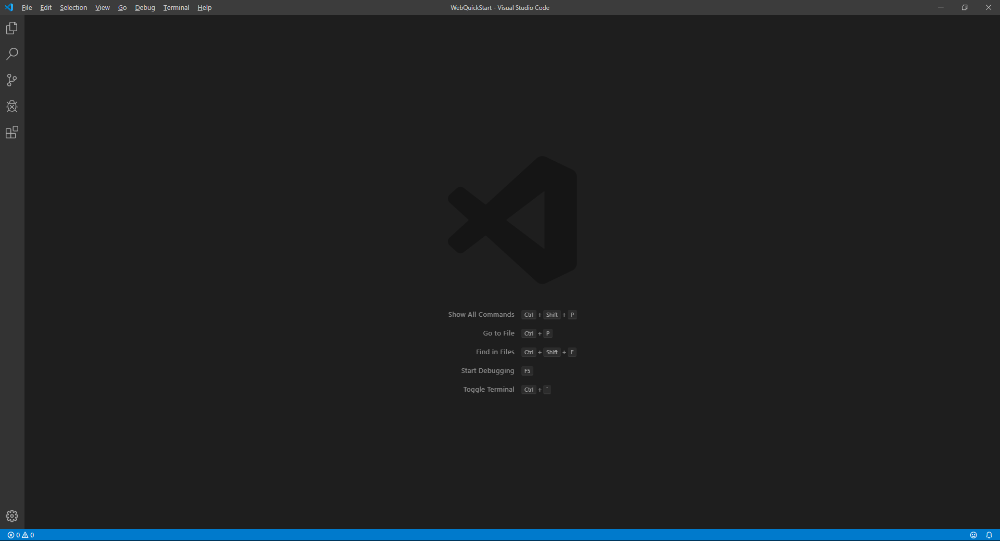 File Edit Selection View Go Debug Terminal Help WebQuickStart - Visual Studio Code
Show All Commands Ctrl + Shift + P
Go to File Ctrl + P
Find in Files Ctrl + Shift + F
Start Debugging F5
Toggle Terminal Ctrl + `
0 0